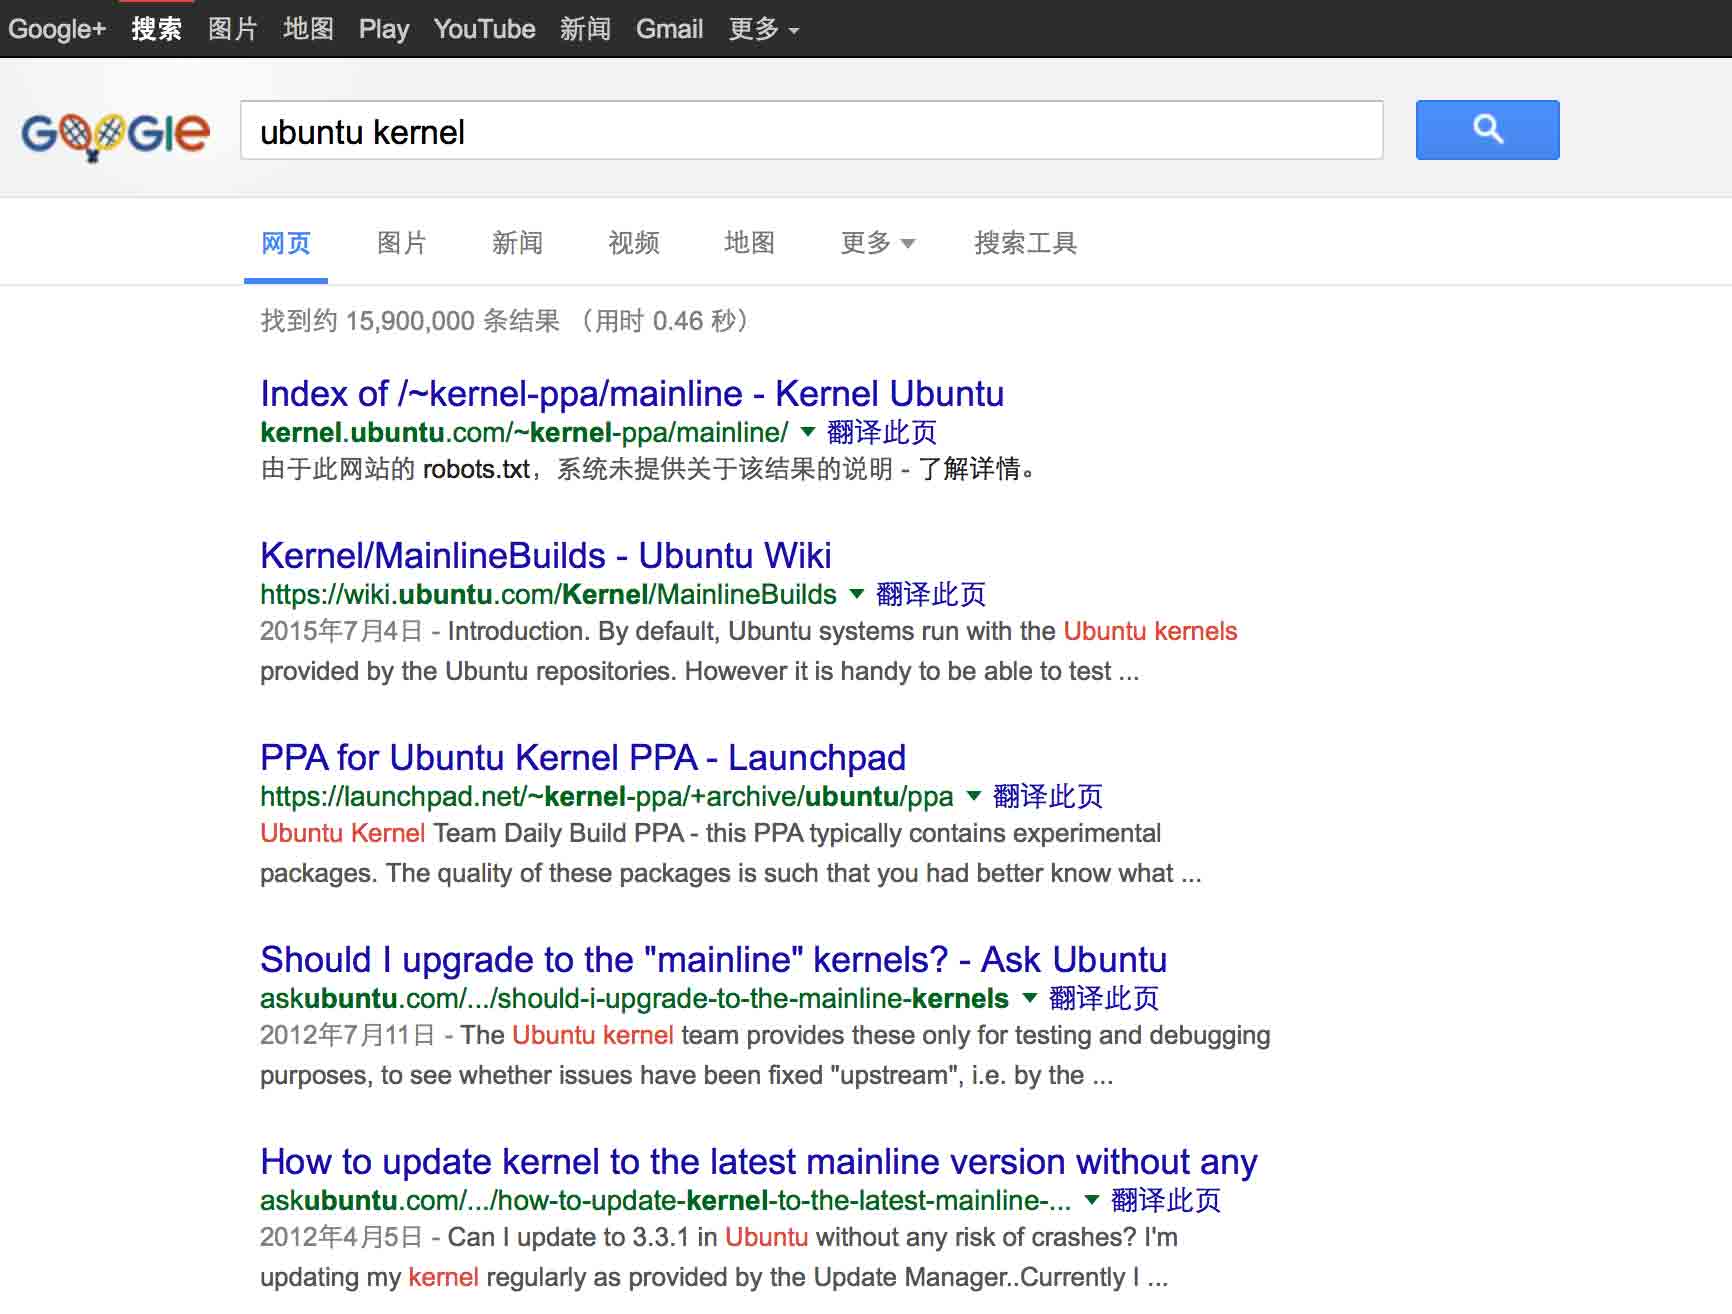 Google+ 搜索 图片 地图 Play YouTube 新闻 Gmail 更多
GOOGLE ubuntu kernel
网页 图片 新闻 视频 地图 更多 搜索工具
找到约 15,900,000 条结果 （用时 0.46 秒）
Index of /~kernel-ppa/mainline - Kernel Ubuntu
kernel.ubuntu.com/~kernel-ppa/mainline/ 翻译此页
由于此网站的 robots.txt，系统未提供关于该结果的说明 - 了解详情。
Kernel/MainlineBuilds - Ubuntu Wiki
https://wiki.ubuntu.com/Kernel/MainlineBuilds 翻译此页
2015年7月4日 - Introduction. By default, Ubuntu systems run with the Ubuntu kernels
provided by the Ubuntu repositories. However it is handy to be able to test ...
PPA for Ubuntu Kernel PPA - Launchpad
https://launchpad.net/~kernel-ppa/+archive/ubuntu/ppa 翻译此页
Ubuntu Kernel Team Daily Build PPA - this PPA typically contains experimental
packages. The quality of these packages is such that you had better know what ...
Should I upgrade to the "mainline" kernels? - Ask Ubuntu
askubuntu.com/.../should-i-upgrade-to-the-mainline-kernels 翻译此页
2012年7月11日 - The Ubuntu kernel team provides these only for testing and debugging
purposes, to see whether issues have been fixed "upstream", i.e. by the ...
How to update kernel to the latest mainline version without any
askubuntu.com/.../how-to-update-kernel-to-the-latest-mainline-... 翻译此页
2012年4月5日 - Can I update to 3.3.1 in Ubuntu without any risk of crashes? I'm
updating my kernel regularly as provided by the Update Manager..Currently I ...